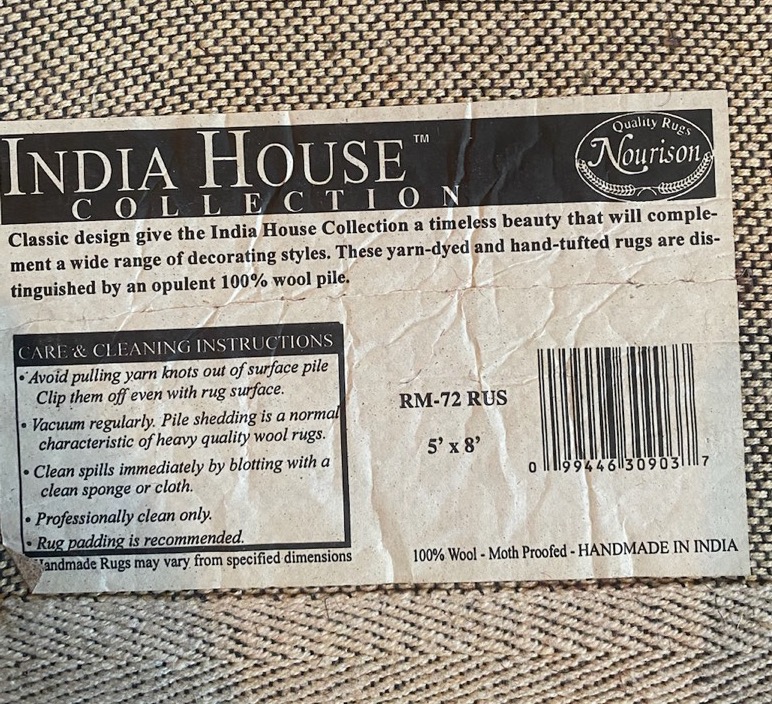 INDIA HOUSE™
COLLECTION
Quality Rugs
Nourison
Classic design give the India House Collection a timeless beauty that will comple-
ment a wide range of decorating styles. These yarn-dyed and hand-tufted rugs are dis-
tinguished by an opulent 100% wool pile.
CARE & CLEANING INSTRUCTIONS
• Avoid pulling yarn knots out of surface pile
Clip them off even with rug surface.
• Vacuum regularly. Pile shedding is a normal
characteristic of heavy quality wool rugs.
• Clean spills immediately by blotting with a
clean sponge or cloth.
• Professionally clean only.
• Rug padding is recommended.
andmade Rugs may vary from specified dimensions
RM-72 RUS
5' x 8'
0 99446 30903 7
100% Wool - Moth Proofed - HANDMADE IN INDIA